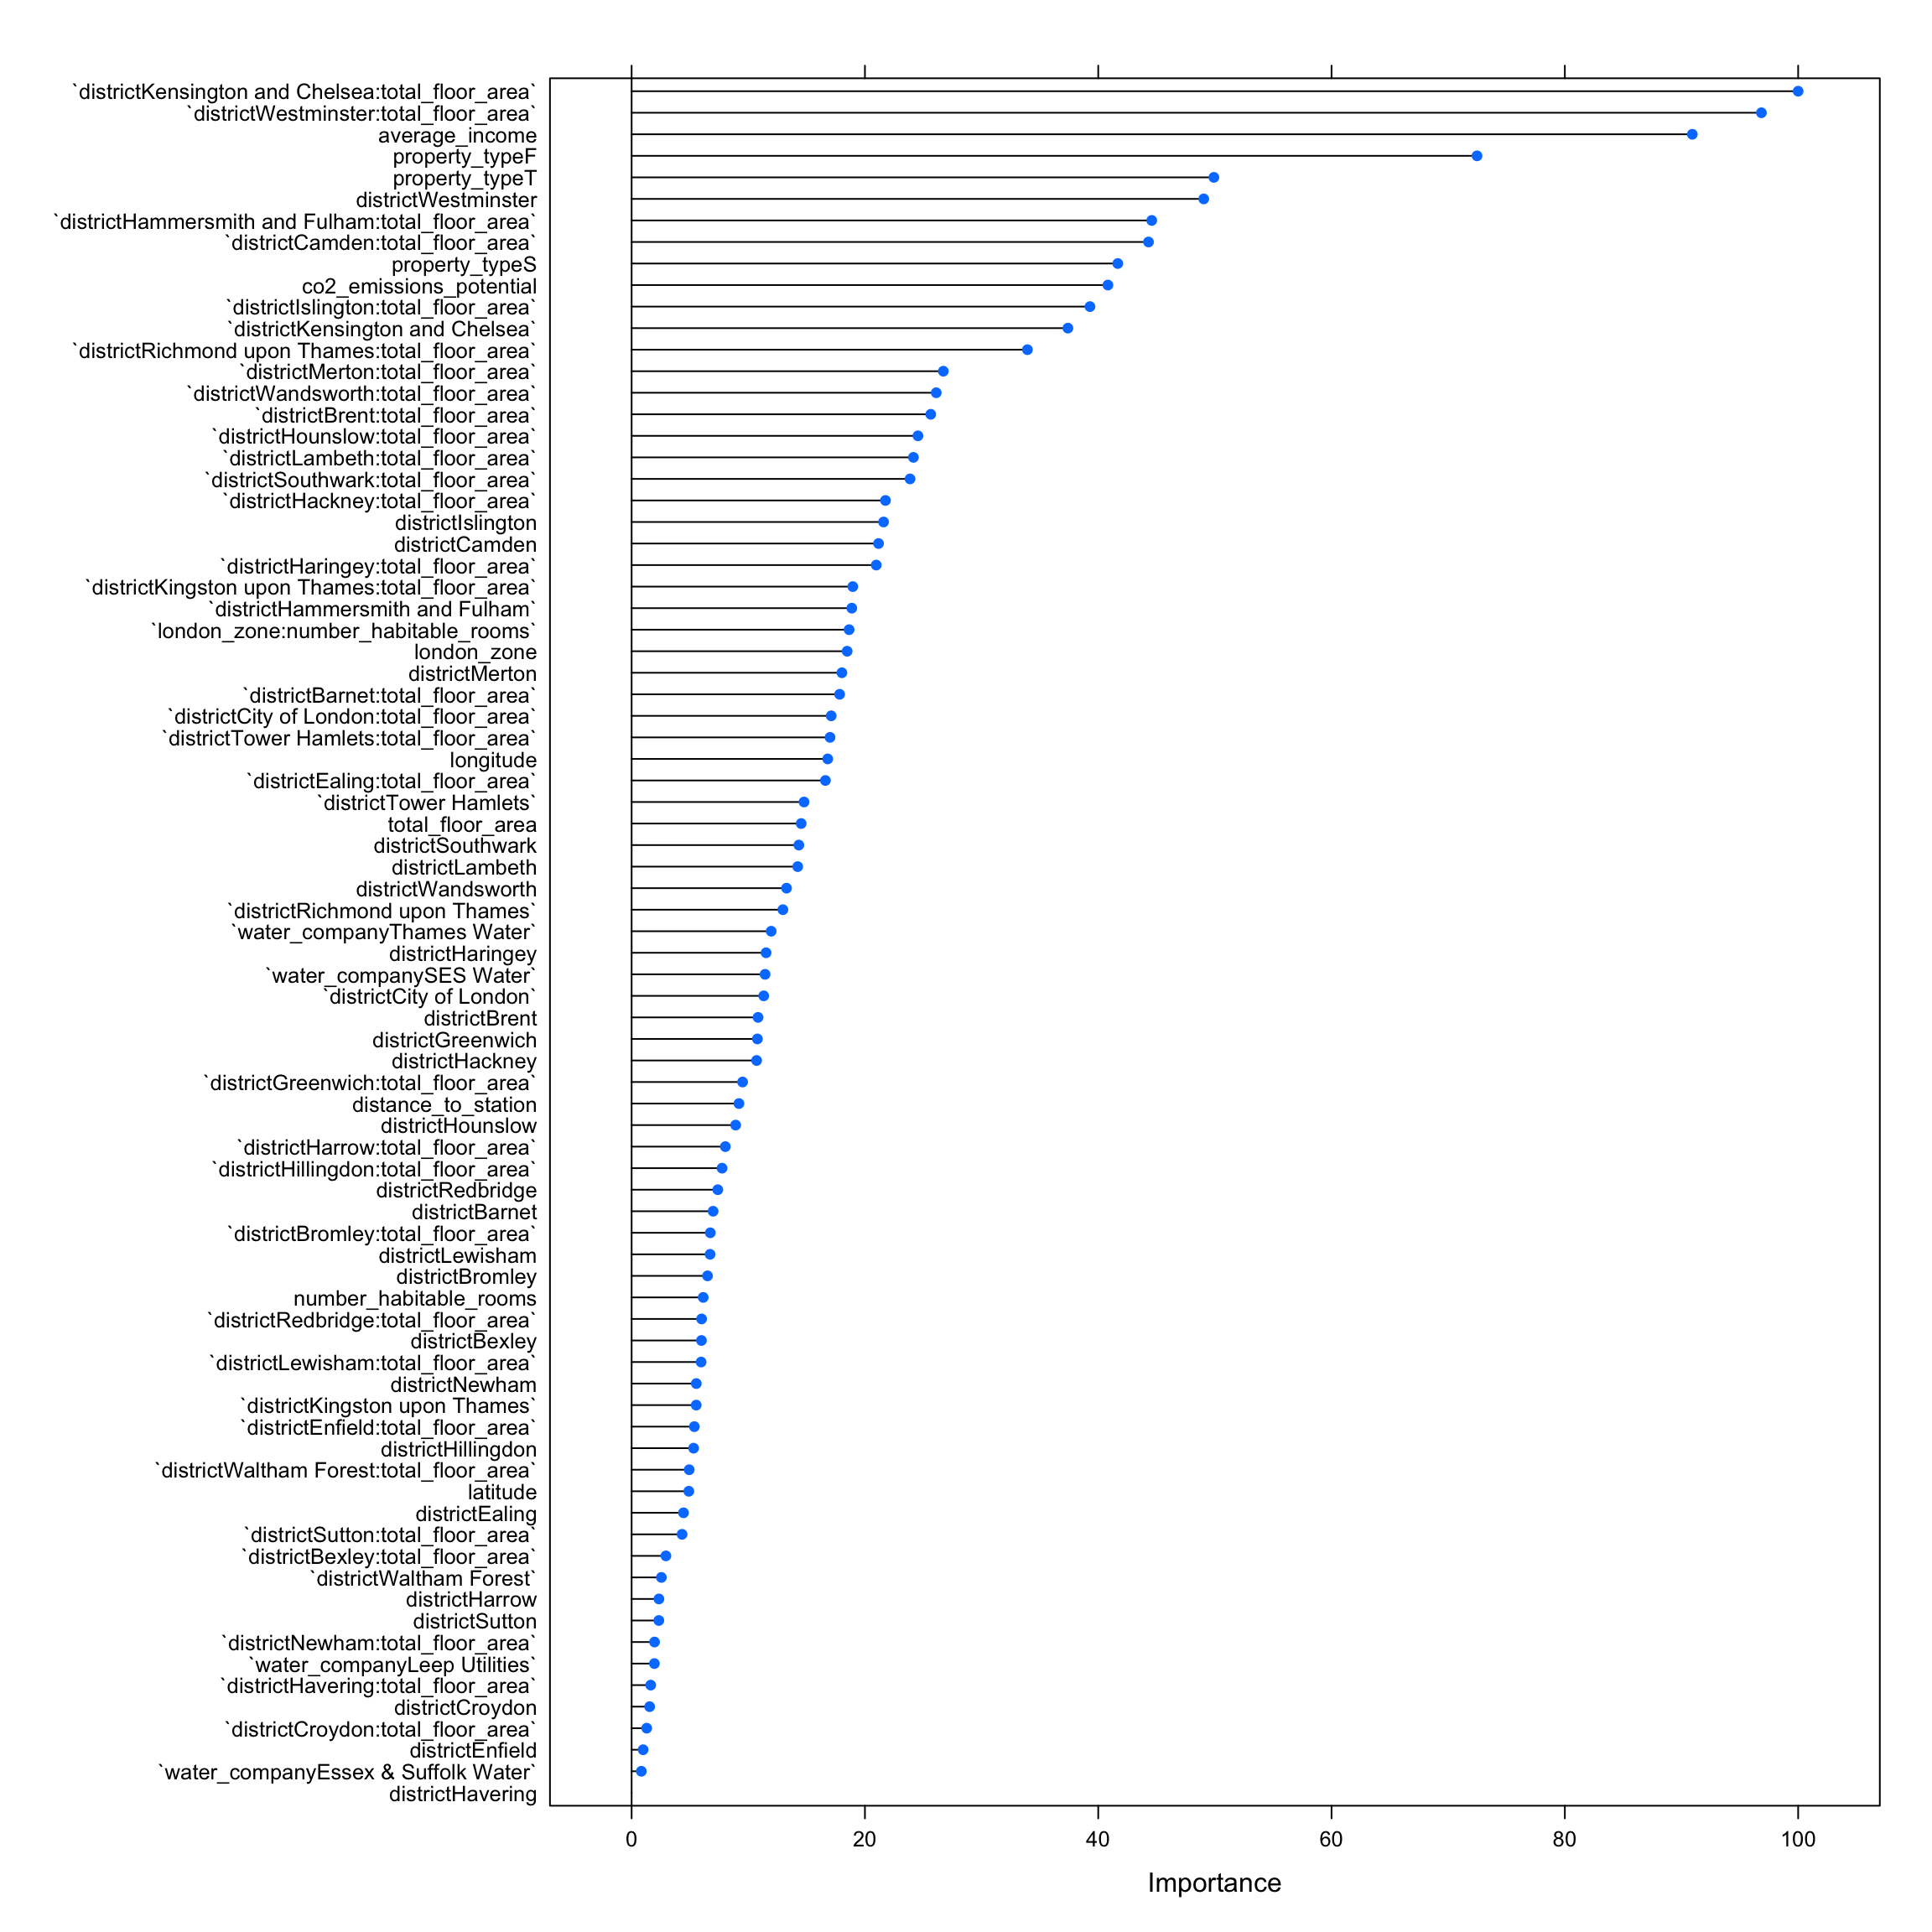 `districtKensington and Chelsea:total_floor_area`
`districtWestminster:total_floor_area`
average_income
property_typeF
property_typeT
districtWestminster
`districtHammersmith and Fulham:total_floor_area`
`districtCamden:total_floor_area`
property_typeS
co2_emissions_potential
`districtIslington:total_floor_area`
`districtKensington and Chelsea`
`districtRichmond upon Thames:total_floor_area`
`districtMerton:total_floor_area`
`districtWandsworth:total_floor_area`
`districtBrent:total_floor_area`
`districtHounslow:total_floor_area`
`districtLambeth:total_floor_area`
`districtSouthwark:total_floor_area`
`districtHackney:total_floor_area`
districtIslington
districtCamden
`districtHaringey:total_floor_area`
`districtKingston upon Thames:total_floor_area`
`districtHammersmith and Fulham`
`london_zone:number_habitable_rooms`
london_zone
districtMerton
`districtBarnet:total_floor_area`
`districtCity of London:total_floor_area`
`districtTower Hamlets:total_floor_area`
longitude
`districtEaling:total_floor_area`
`districtTower Hamlets`
total_floor_area
districtSouthwark
districtLambeth
districtWandsworth
`districtRichmond upon Thames`
`water_companyThames Water`
districtHaringey
`water_companySES Water`
`districtCity of London`
districtBrent
districtGreenwich
districtHackney
`districtGreenwich:total_floor_area`
distance_to_station
districtHounslow
`districtHarrow:total_floor_area`
`districtHillingdon:total_floor_area`
districtRedbridge
districtBarnet
`districtBromley:total_floor_area`
districtLewisham
districtBromley
number_habitable_rooms
`districtRedbridge:total_floor_area`
districtBexley
`districtLewisham:total_floor_area`
districtNewham
`districtKingston upon Thames`
`districtEnfield:total_floor_area`
districtHillingdon
`districtWaltham Forest:total_floor_area`
latitude
districtEaling
`districtSutton:total_floor_area`
`districtBexley:total_floor_area`
`districtWaltham Forest`
districtHarrow
districtSutton
`districtNewham:total_floor_area`
`water_companyLeep Utilities`
`districtHavering:total_floor_area`
districtCroydon
`districtCroydon:total_floor_area`
districtEnfield
`water_companyEssex & Suffolk Water`
districtHavering
0 20 40 60 80 100
Importance